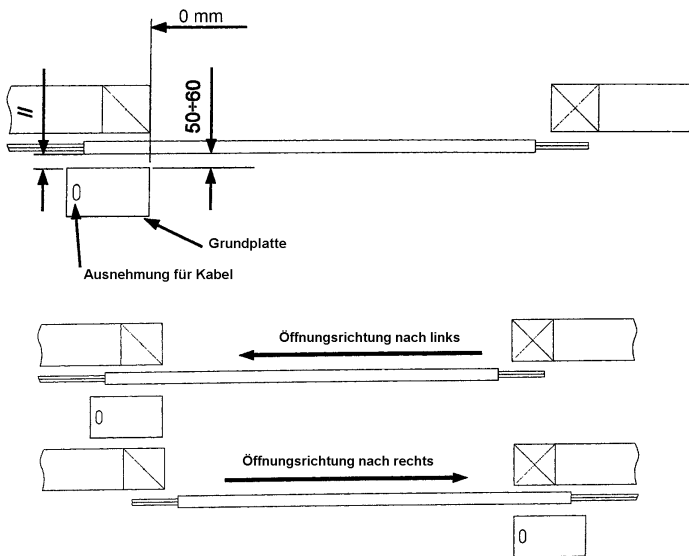 0 mm
//
50÷60
Grundplatte
Ausnehmung für Kabel
Öffnungsrichtung nach links
Öffnungsrichtung nach rechts